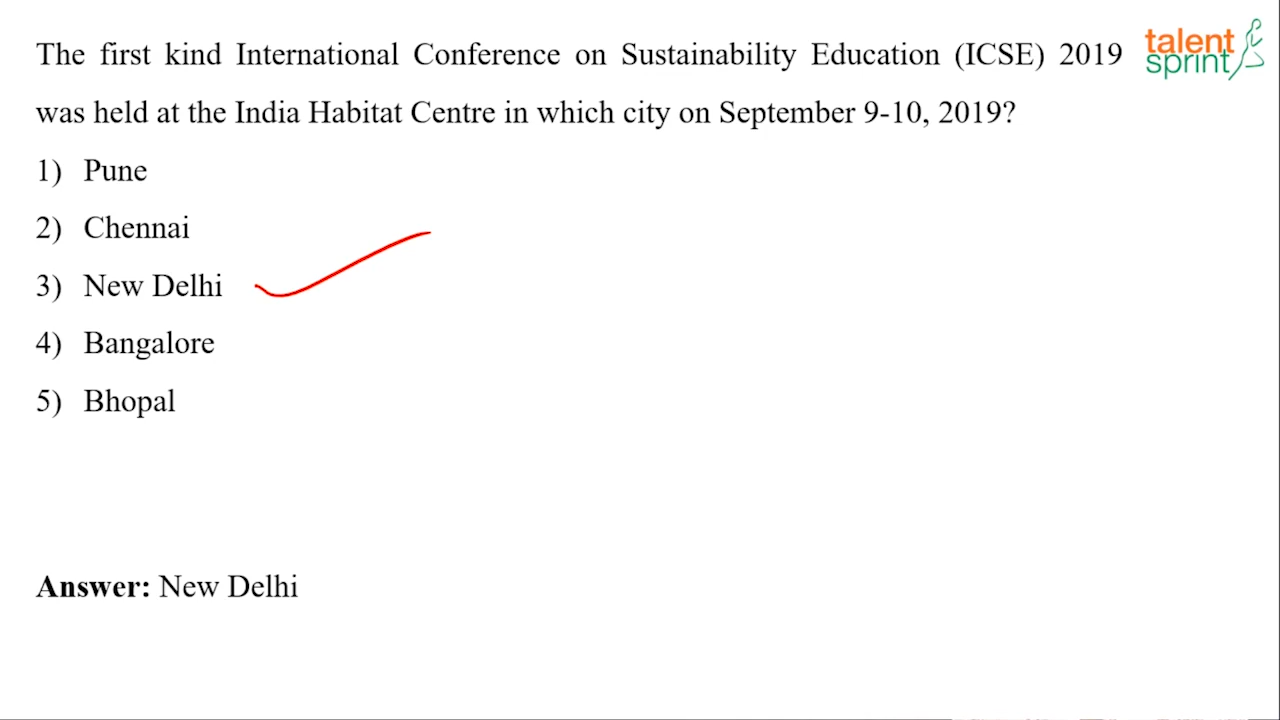 The first kind International Conference on Sustainability Education (ICSE) 2019
was held at the India Habitat Centre in which city on September 9-10, 2019?
1) Pune
2) Chennai
3) New Delhi
4) Bangalore
5) Bhopal
Answer: New Delhi
talent
sprint